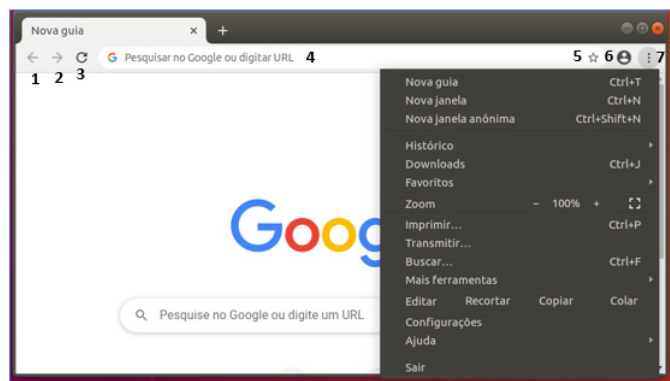 Nova guia
Pesquisar no Google ou digitar URL 4 5 6 7
1 2 3
Nova guia Ctrl+T
Nova janela Ctrl+N
Nova janela anônima Ctrl+Shift+N
Histórico
Downloads Ctrl+J
Favoritos
Zoom - 100% +
Imprimir... Ctrl+P
Transmitir...
Buscar... Ctrl+F
Mais ferramentas
Editar Recortar Copiar Colar
Configurações
Ajuda
Sair
Goog
Pesquise no Google ou digite um URL